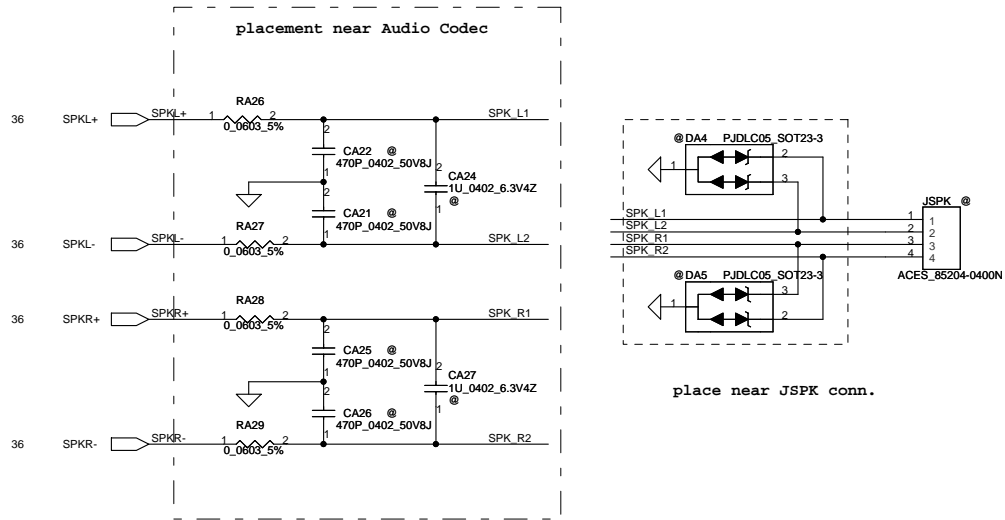 placement near Audio Codec
RA26
36 SPKL+ SPKL+ 1 2 SPK_L1
0_0603_5%
2
CA22 @
470P_0402_50V8J
1
2
CA24
1U_0402_6.3V4Z
@
1
2
CA21 @
470P_0402_50V8J
1
RA27
36 SPKL- SPKL- 1 2 SPK_L2
0_0603_5%
RA28
36 SPKR+ SPKR+ 1 2 SPK_R1
0_0603_5%
2
CA25 @
470P_0402_50V8J
1
2
CA27
1U_0402_6.3V4Z
@
1
2
CA26 @
470P_0402_50V8J
1
RA29
36 SPKR- SPKR- 1 2 SPK_R2
0_0603_5%
@ DA4 PJDLC05_SOT23-3
1 2
3
JSPK @
SPK_L1 1 1
SPK_L2 2 2
SPK_R1 3 3
SPK_R2 4 4
ACES_85204-0400N
@ DA5 PJDLC05_SOT23-3
1 3
2
place near JSPK conn.